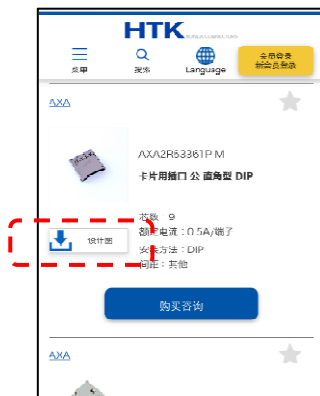 HTK
HONDA CONNECTORS
会员登录
新会员登录
菜单
搜索
Language
AXA
AXA2R63361P M
卡片用插口 公 直角型 DIP
芯数：9
额定电流：0.5A/端子
安装方法：DIP
间距：其他
设计图
购买咨询
AXA